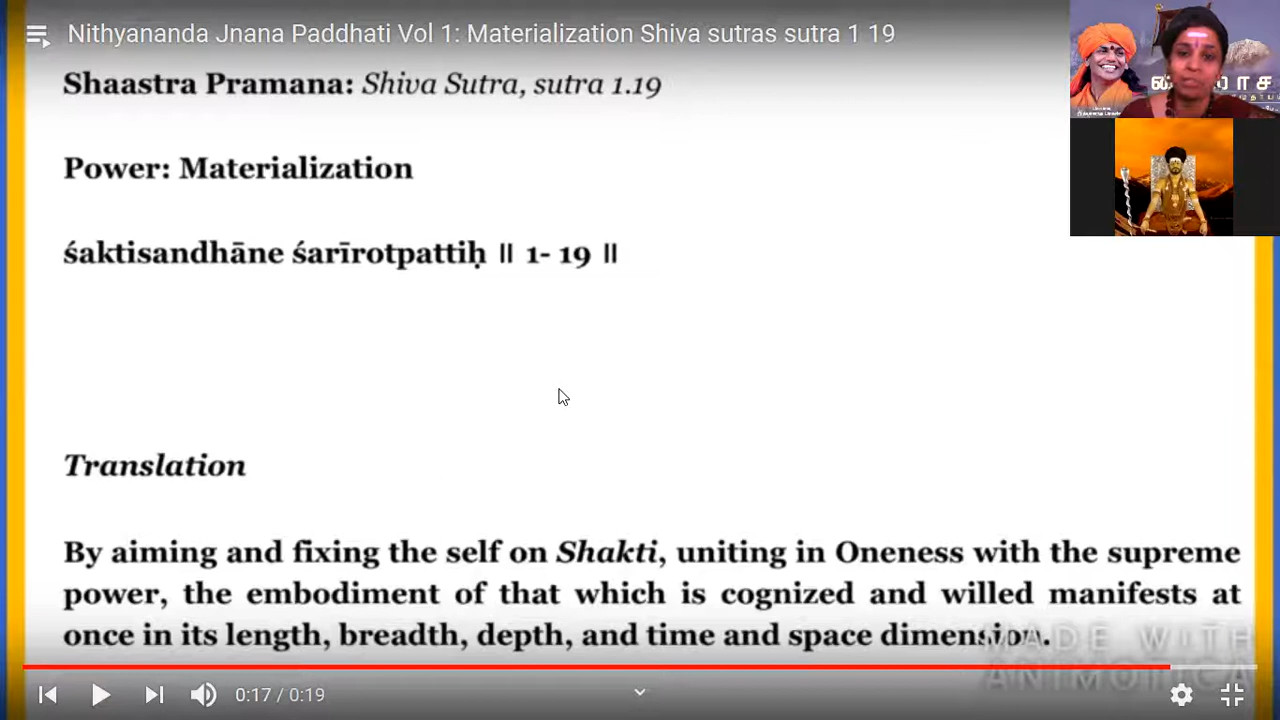 Nithyananda Jnana Paddhati Vol 1: Materialization Shiva sutras sutra 1 19
Shaastra Pramana: Shiva Sutra, sutra 1.19
Power: Materialization
śaktisandhāne śarīrotpattiḥ ॥ 1- 19 ॥
Translation
By aiming and fixing the self on Shakti, uniting in Oneness with the supreme
power, the embodiment of that which is cognized and willed manifests at
once in its length, breadth, depth, and time and space dimension.
MADE WITH
ANIMOTICA
0:17 / 0:19